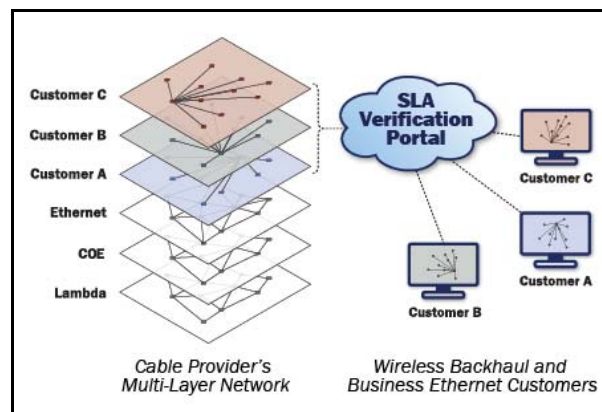 Customer C
Customer B
Customer A
Ethernet
COE
Lambda
SLA
Verification
Portal
Customer C
Customer A
Customer B
Cable Provider's
Multi-Layer Network
Wireless Backhaul and
Business Ethernet Customers